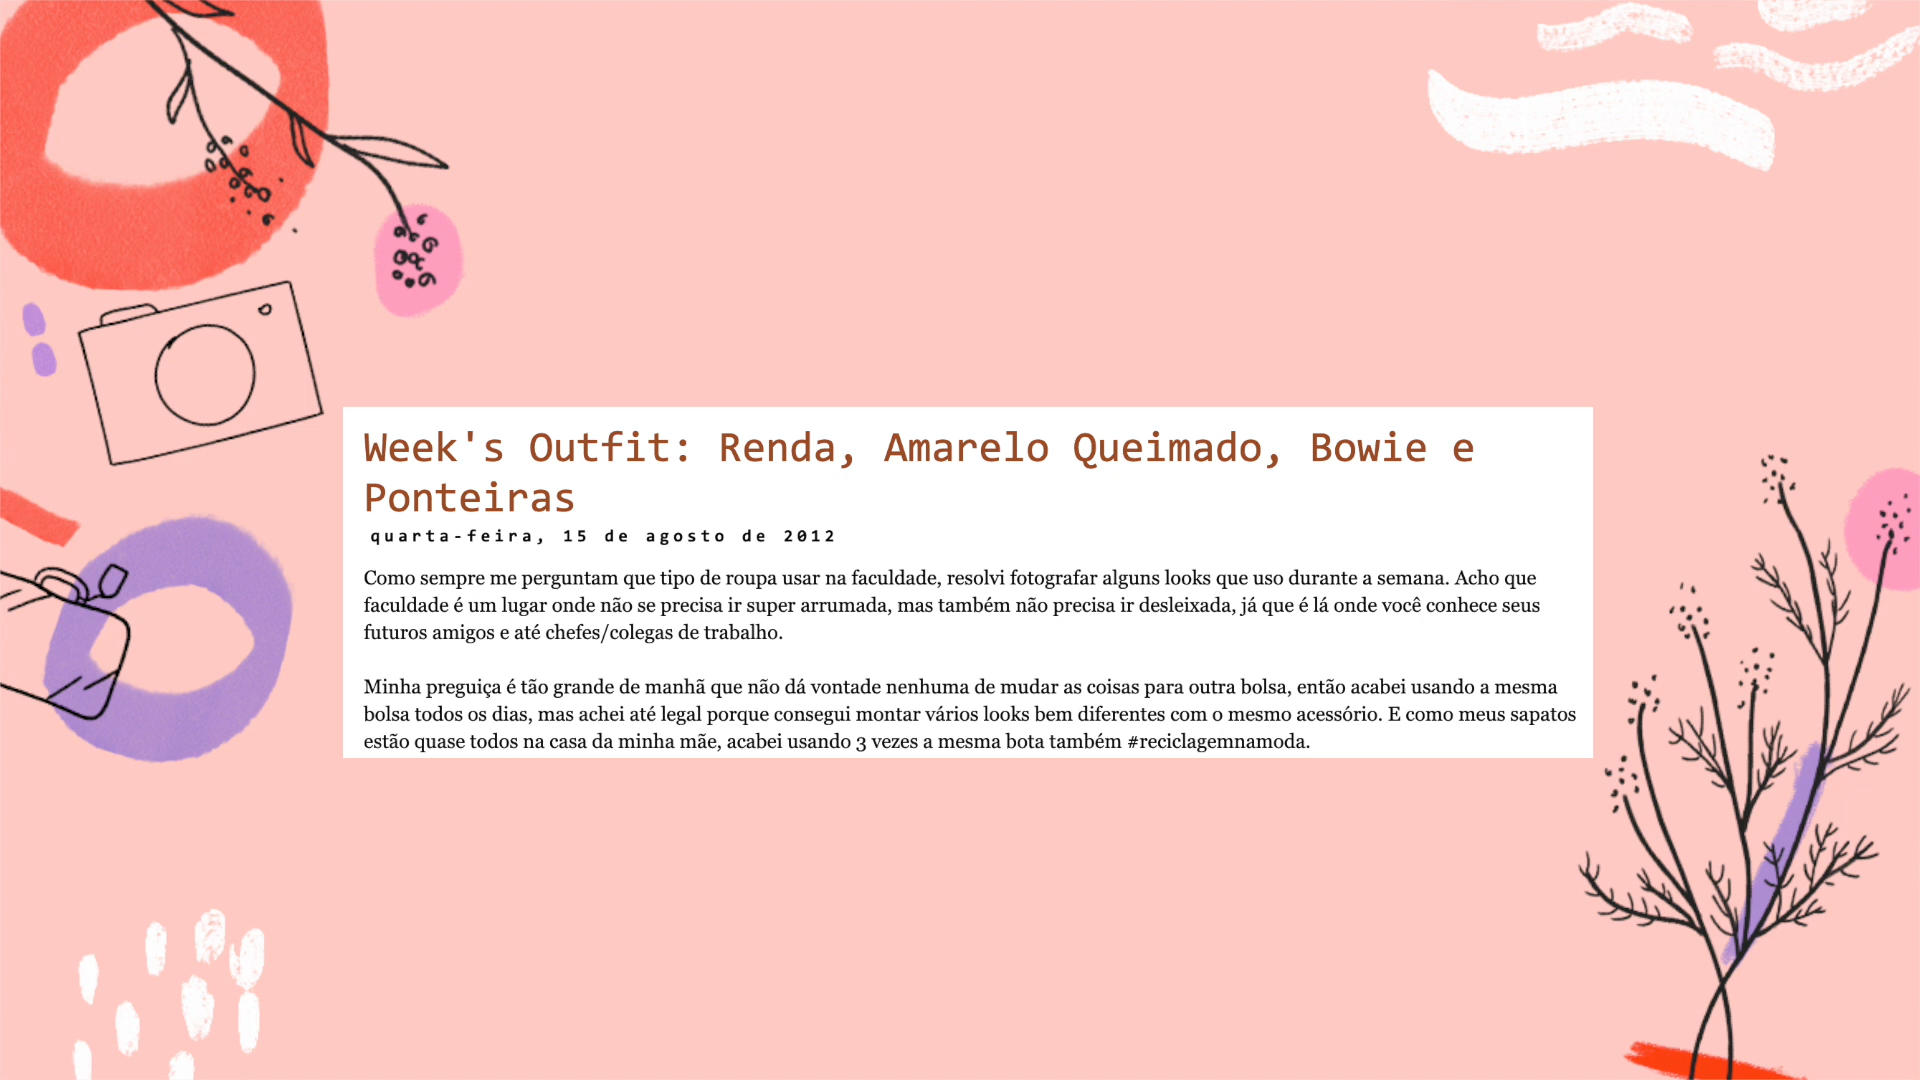 Week's Outfit: Renda, Amarelo Queimado, Bowie e
Ponteiras
quarta-feira, 15 de agosto de 2012
Como sempre me perguntam que tipo de roupa usar na faculdade, resolvi fotografar alguns looks que uso durante a semana. Acho que
faculdade é um lugar onde não se precisa ir super arrumada, mas também não precisa ir desleixada, já que é lá onde você conhece seus
futuros amigos e até chefes/colegas de trabalho.
Minha preguiça é tão grande de manhã que não dá vontade nenhuma de mudar as coisas para outra bolsa, então acabei usando a mesma
bolsa todos os dias, mas achei até legal porque consegui montar vários looks bem diferentes com o mesmo acessório. E como meus sapatos
estão quase todos na casa da minha mãe, acabei usando 3 vezes a mesma bota também #reciclagemnamoda.